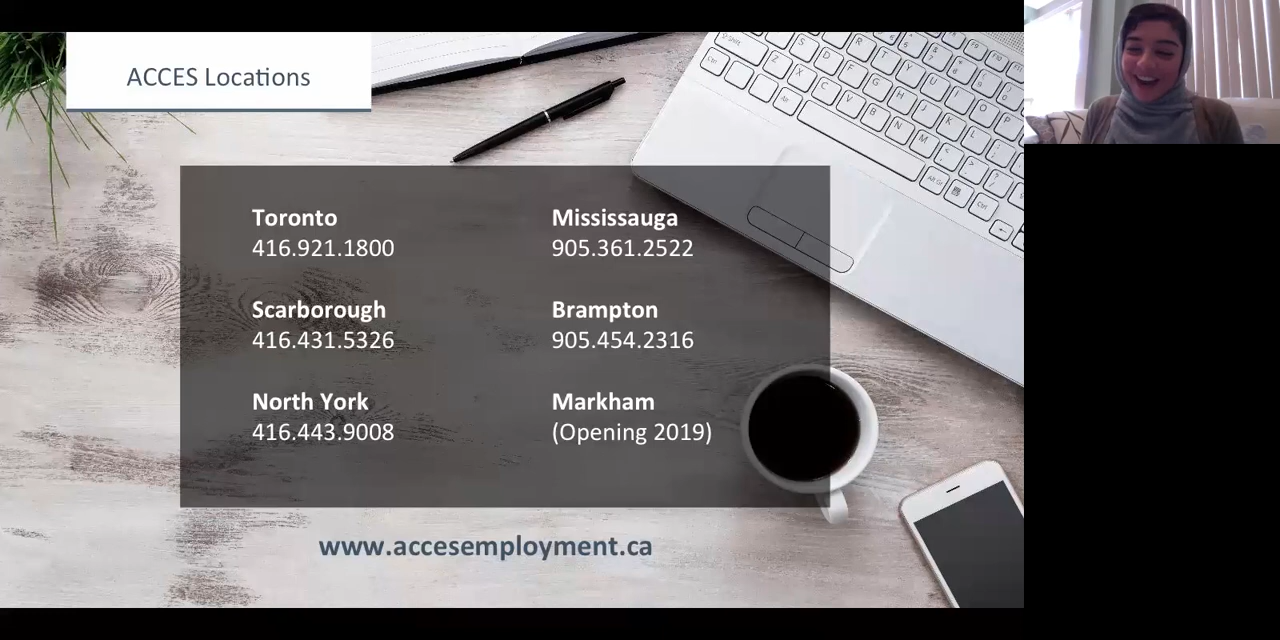 ACCES Locations
Toronto
416.921.1800
Scarborough
416.431.5326
North York
416.443.9008
Mississauga
905.361.2522
Brampton
905.454.2316
Markham
(Opening 2019)
www.accesemployment.ca